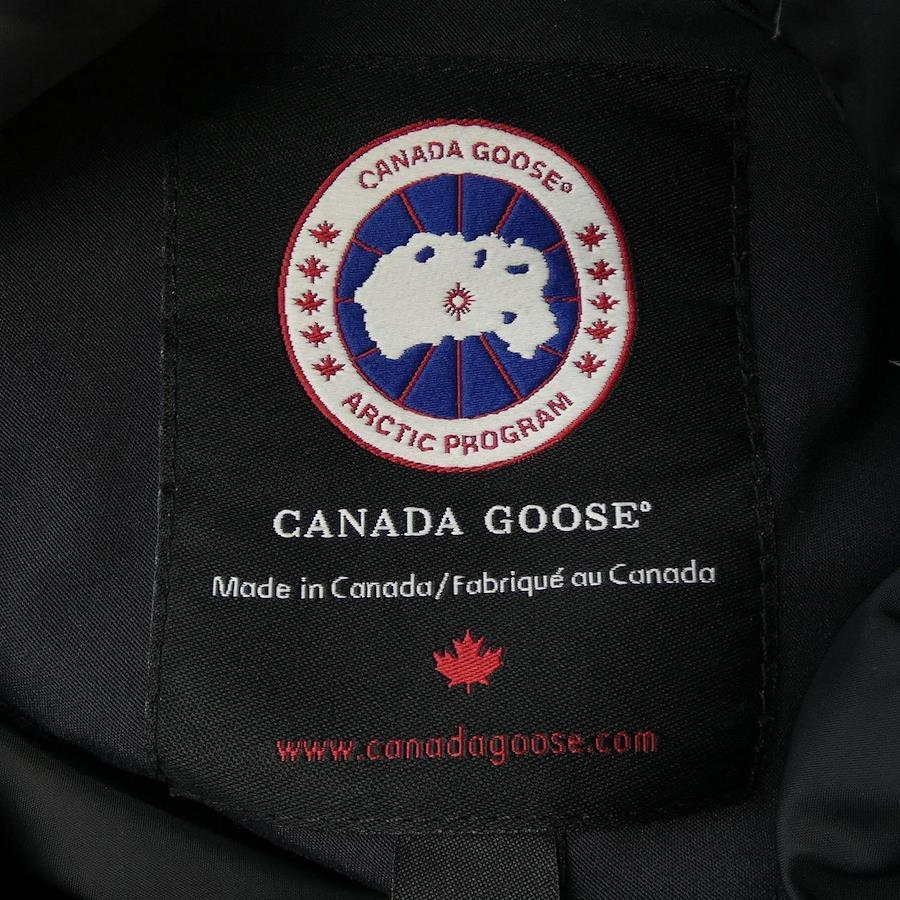 CANADA GOOSE®
ARCTIC PROGRAM
CANADA GOOSE®
Made in Canada/Fabriqué au Canada
www.canadagoose.com